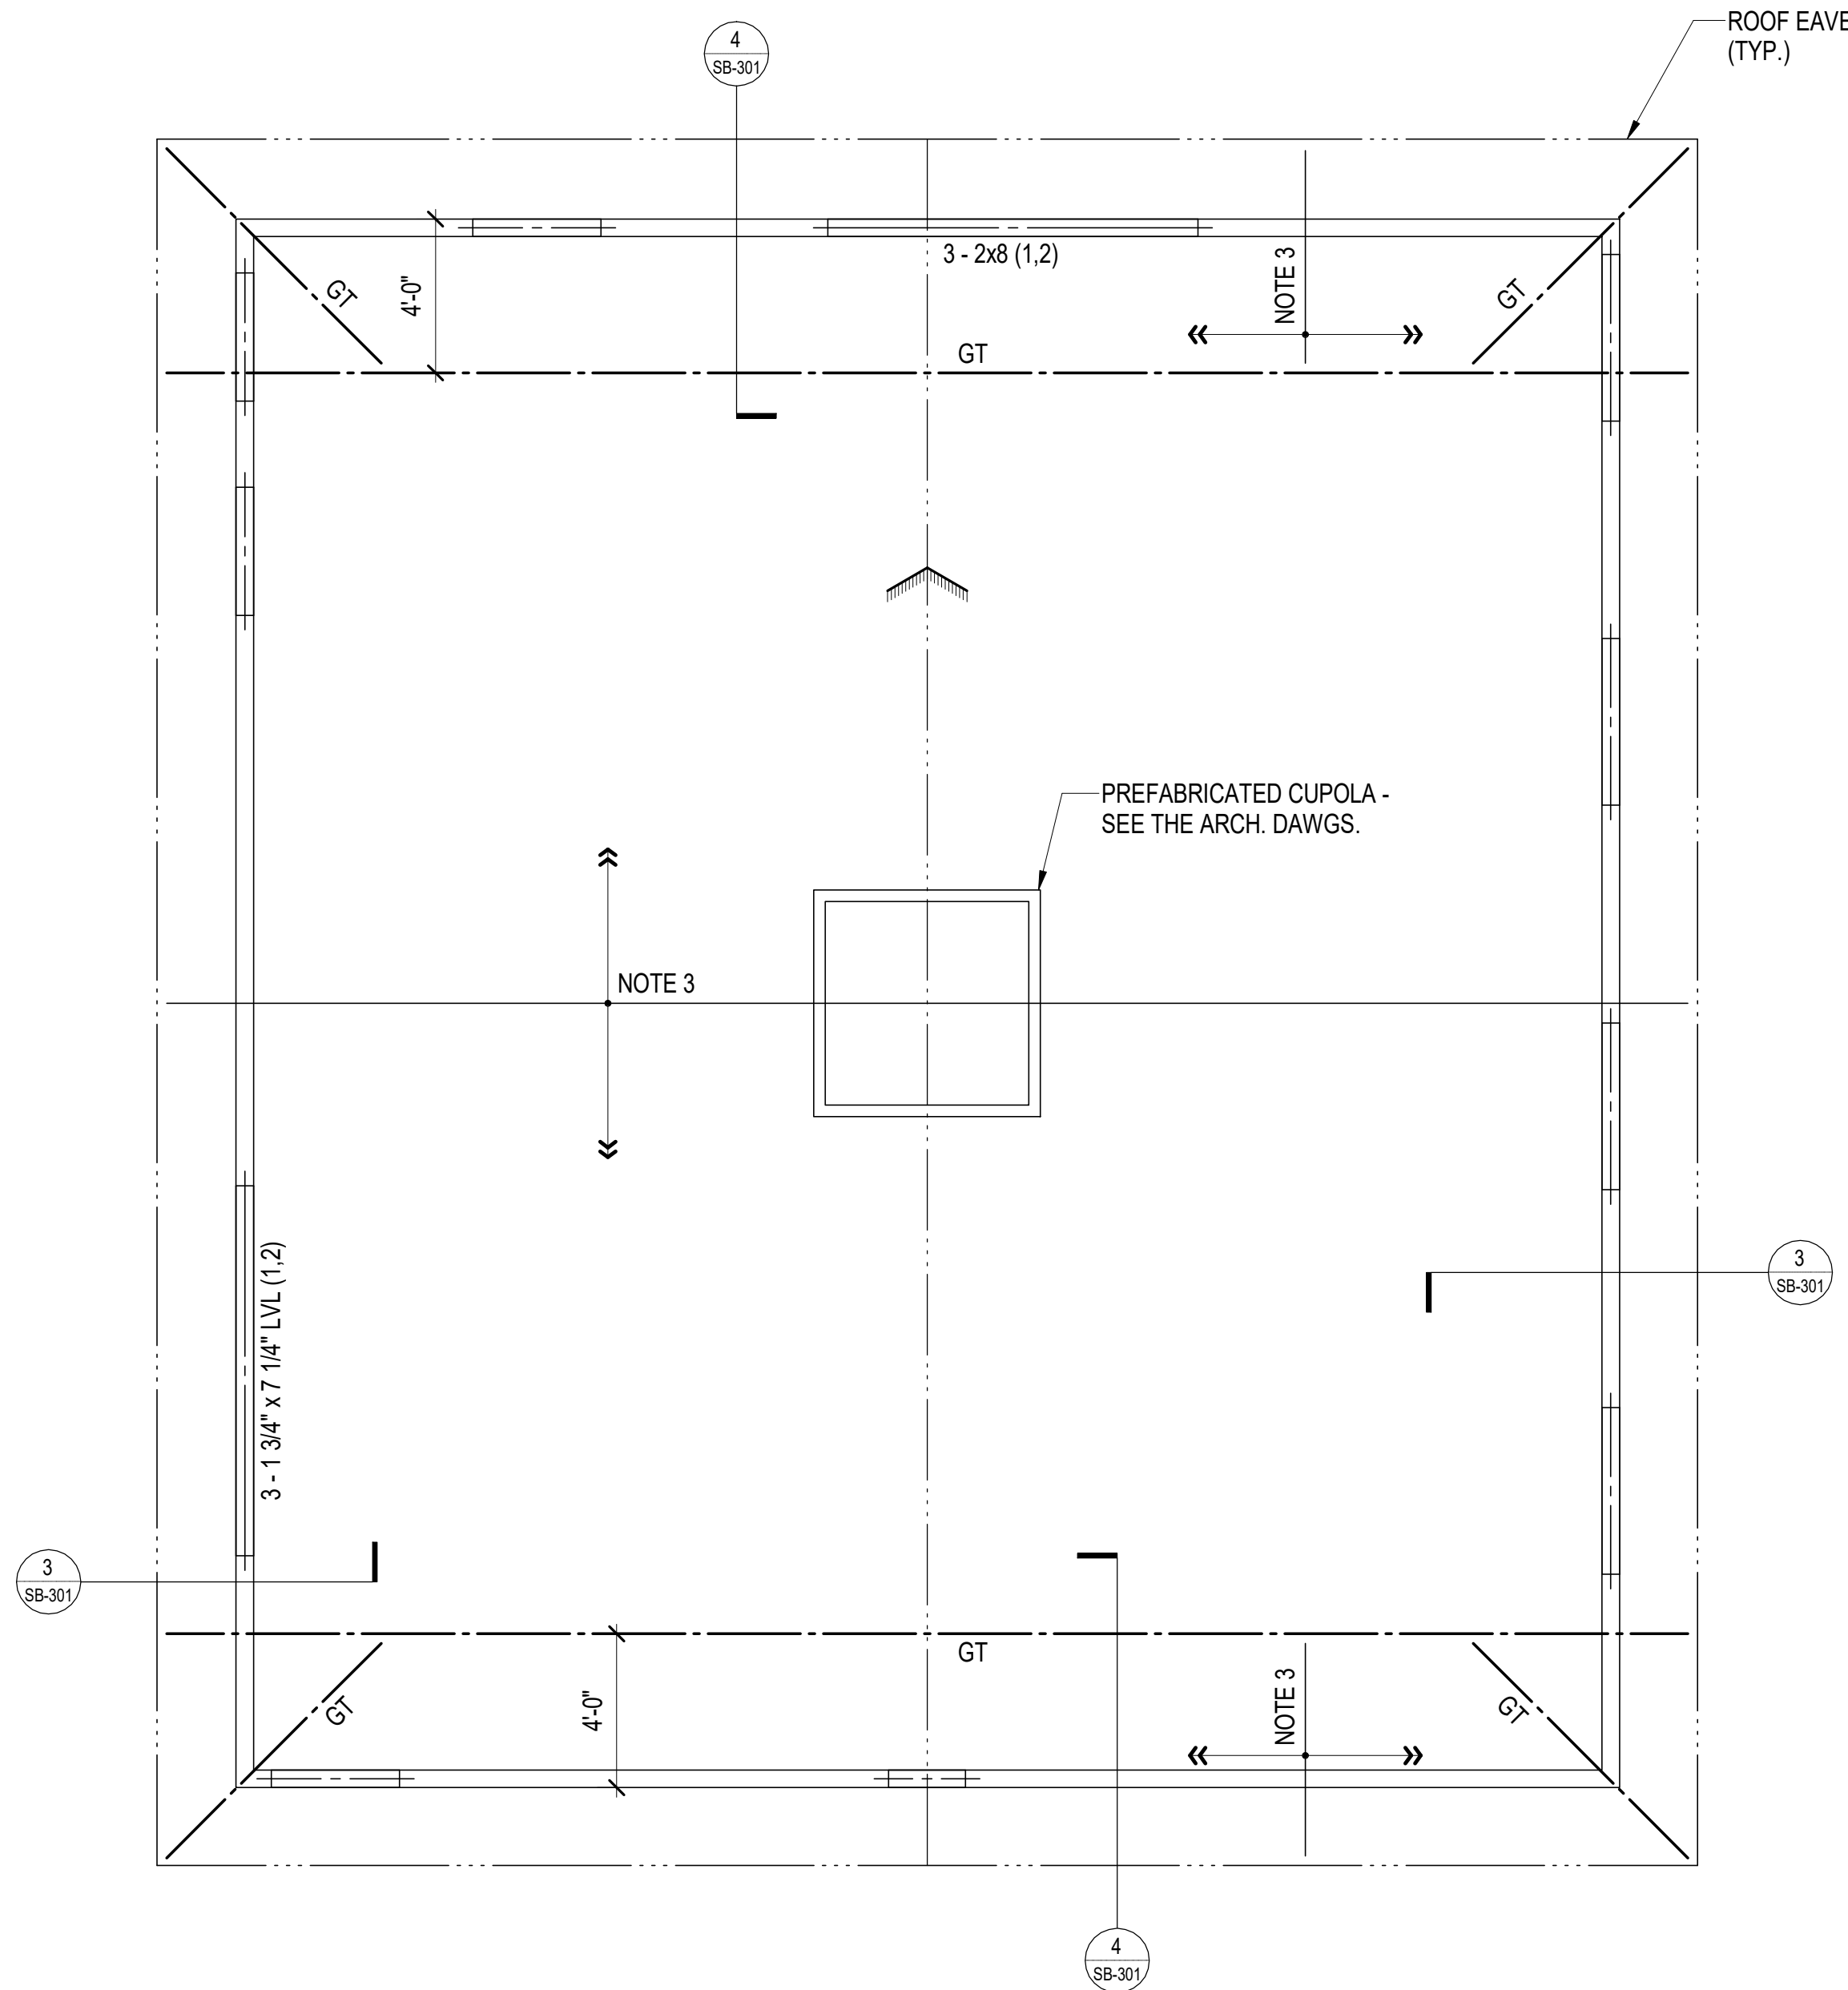 ROOF EAVE
(TYP.)
4
SB-301
3 - 2x8 (1,2)
NOTE 3
4'-0"
GT
GT
GT
PREFABRICATED CUPOLA -
SEE THE ARCH. DAWGS.
NOTE 3
3 - 1 3/4" x 7 1/4" LVL (1,2)
3
SB-301
3
SB-301
GT
GT
GT
4'-0"
NOTE 3
4
SB-301